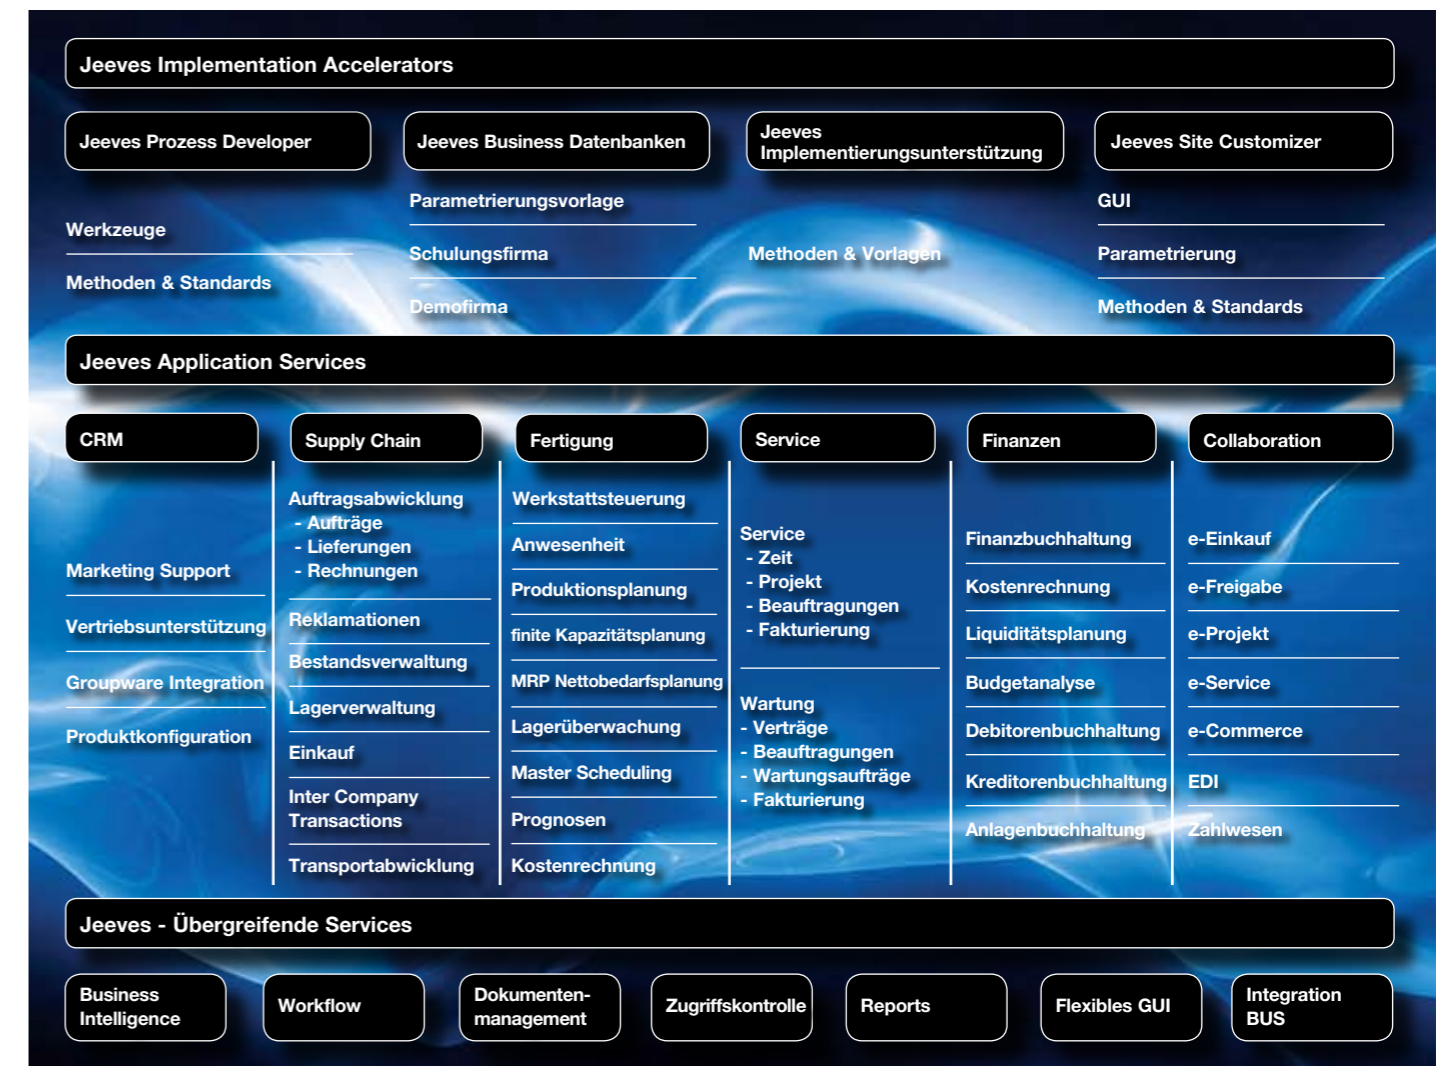 Jeeves Implementation Accelerators
Jeeves Prozess Developer
Werkzeuge
Methoden & Standards
Jeeves Business Datenbanken
Parametrierungsvorlage
Schulungsfirma
Demofirma
Jeeves
Implementierungsunterstützung
Methoden & Vorlagen
Jeeves Site Customizer
GUI
Parametrierung
Methoden & Standards
Jeeves Application Services
CRM
Marketing Support
Vertriebsunterstützung
Groupware Integration
Produktkonfiguration
Supply Chain
Auftragsabwicklung
- Aufträge
- Lieferungen
- Rechnungen
Reklamationen
Bestandsverwaltung
Lagerverwaltung
Einkauf
Inter Company
Transactions
Transportabwicklung
Fertigung
Werkstattsteuerung
Anwesenheit
Produktionsplanung
finite Kapazitätsplanung
MRP Nettobedarfsplanung
Lagerüberwachung
Master Scheduling
Prognosen
Kostenrechnung
Service
Service
- Zeit
- Projekt
- Beauftragungen
- Fakturierung
Wartung
- Verträge
- Beauftragungen
- Wartungsaufträge
- Fakturierung
Finanzen
Finanzbuchhaltung
Kostenrechnung
Liquiditätsplanung
Budgetanalyse
Debitorenbuchhaltung
Kreditorenbuchhaltung
Anlagenbuchhaltung
Collaboration
e-Einkauf
e-Freigabe
e-Projekt
e-Service
e-Commerce
EDI
Zahlwesen
Jeeves - Übergreifende Services
Business
Intelligence
Workflow
Dokumenten-
management
Zugriffskontrolle
Reports
Flexibles GUI
Integration
BUS